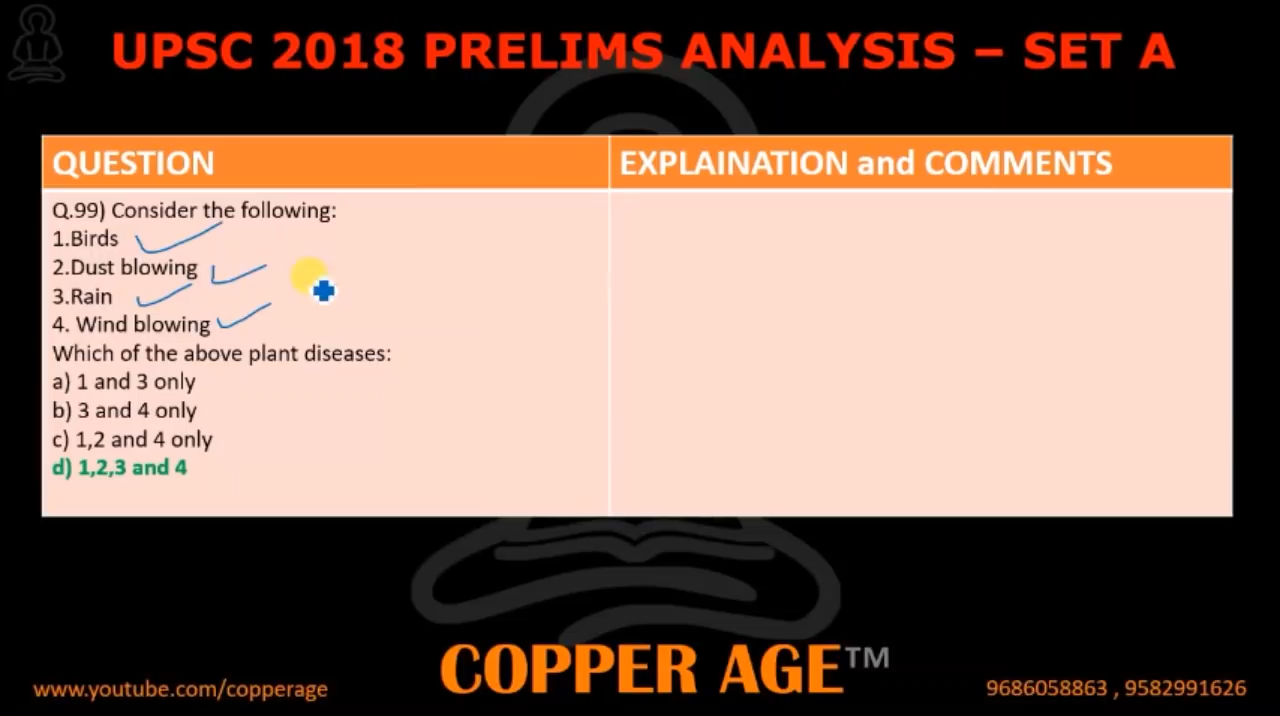 UPSC 2018 PRELIMS ANALYSIS – SET A
QUESTION
EXPLAINATION and COMMENTS
Q.99) Consider the following:
1.Birds
2.Dust blowing
3.Rain
4. Wind blowing
Which of the above plant diseases:
a) 1 and 3 only
b) 3 and 4 only
c) 1,2 and 4 only
d) 1,2,3 and 4
COPPER AGE™
www.youtube.com/copperage
9686058863 , 9582991626